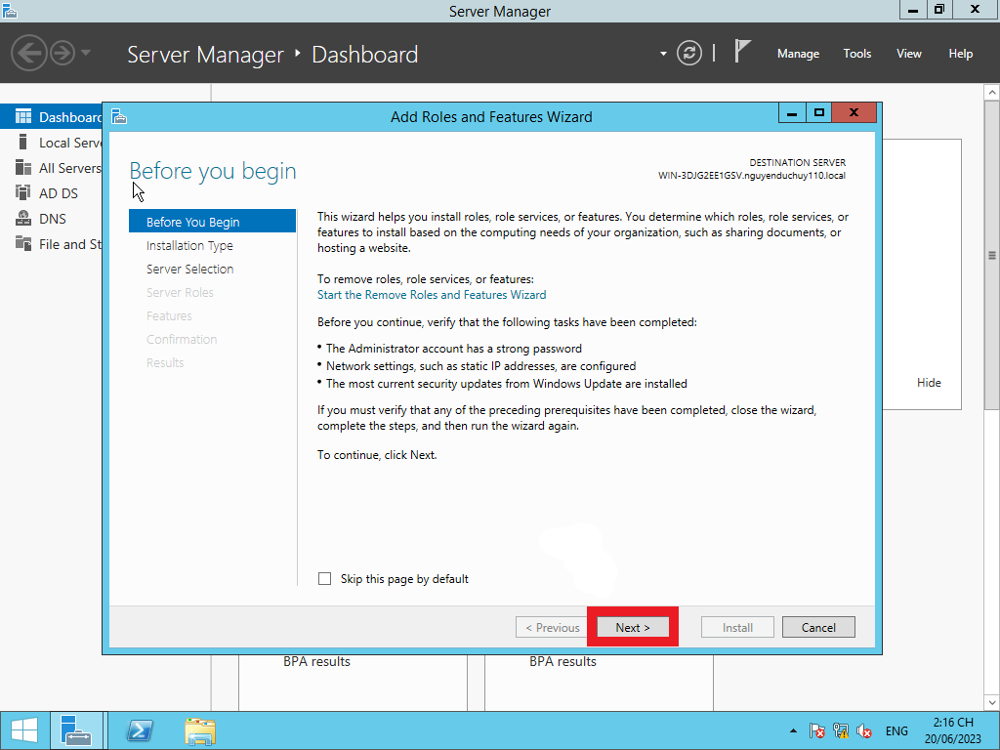 Server Manager
Server Manager ‣ Dashboard
Manage Tools View Help
Dashboard
Local Serve
All Servers
AD DS
DNS
File and St
Add Roles and Features Wizard
Before you begin
DESTINATION SERVER
WIN-3DJG2EE1GSV.nguyenduchuy110.local
Before You Begin
Installation Type
Server Selection
Server Roles
Features
Confirmation
Results
This wizard helps you install roles, role services, or features. You determine which roles, role services, or
features to install based on the computing needs of your organization, such as sharing documents, or
hosting a website.
To remove roles, role services, or features:
Start the Remove Roles and Features Wizard
Before you continue, verify that the following tasks have been completed:
• The Administrator account has a strong password
• Network settings, such as static IP addresses, are configured
• The most current security updates from Windows Update are installed
If you must verify that any of the preceding prerequisites have been completed, close the wizard,
complete the steps, and then run the wizard again.
To continue, click Next.
Skip this page by default
< Previous Next > Install Cancel
Hide
BPA results BPA results
ENG
2:16 CH
20/06/2023